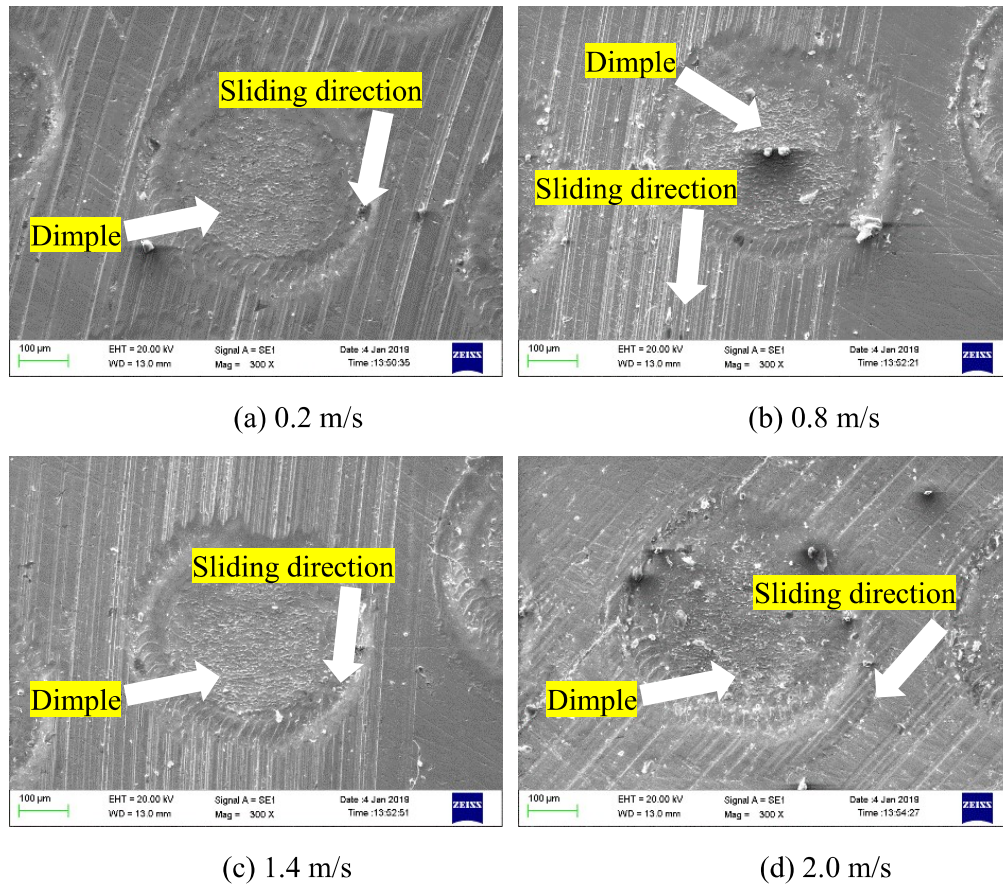 Sliding direction
Dimple
100 µm
EHT = 20.00 kV
WD = 13.0 mm
Signal A = SE1
Mag = 300 X
Date :4 Jan 2019
Time :13:50:35
ZEISS
Dimple
Sliding direction
100 µm
EHT = 20.00 kV
WD = 13.0 mm
Signal A = SE1
Mag = 300 X
Date :4 Jan 2019
Time :13:52:21
ZEISS
(a) 0.2 m/s
(b) 0.8 m/s
Sliding direction
Dimple
100 µm
EHT = 20.00 kV
WD = 13.0 mm
Signal A = SE1
Mag = 300 X
Date :4 Jan 2019
Time :13:52:51
ZEISS
Sliding direction
Dimple
100 µm
EHT = 20.00 kV
WD = 13.0 mm
Signal A = SE1
Mag = 300 X
Date :4 Jan 2019
Time :13:54:27
ZEISS
(c) 1.4 m/s
(d) 2.0 m/s